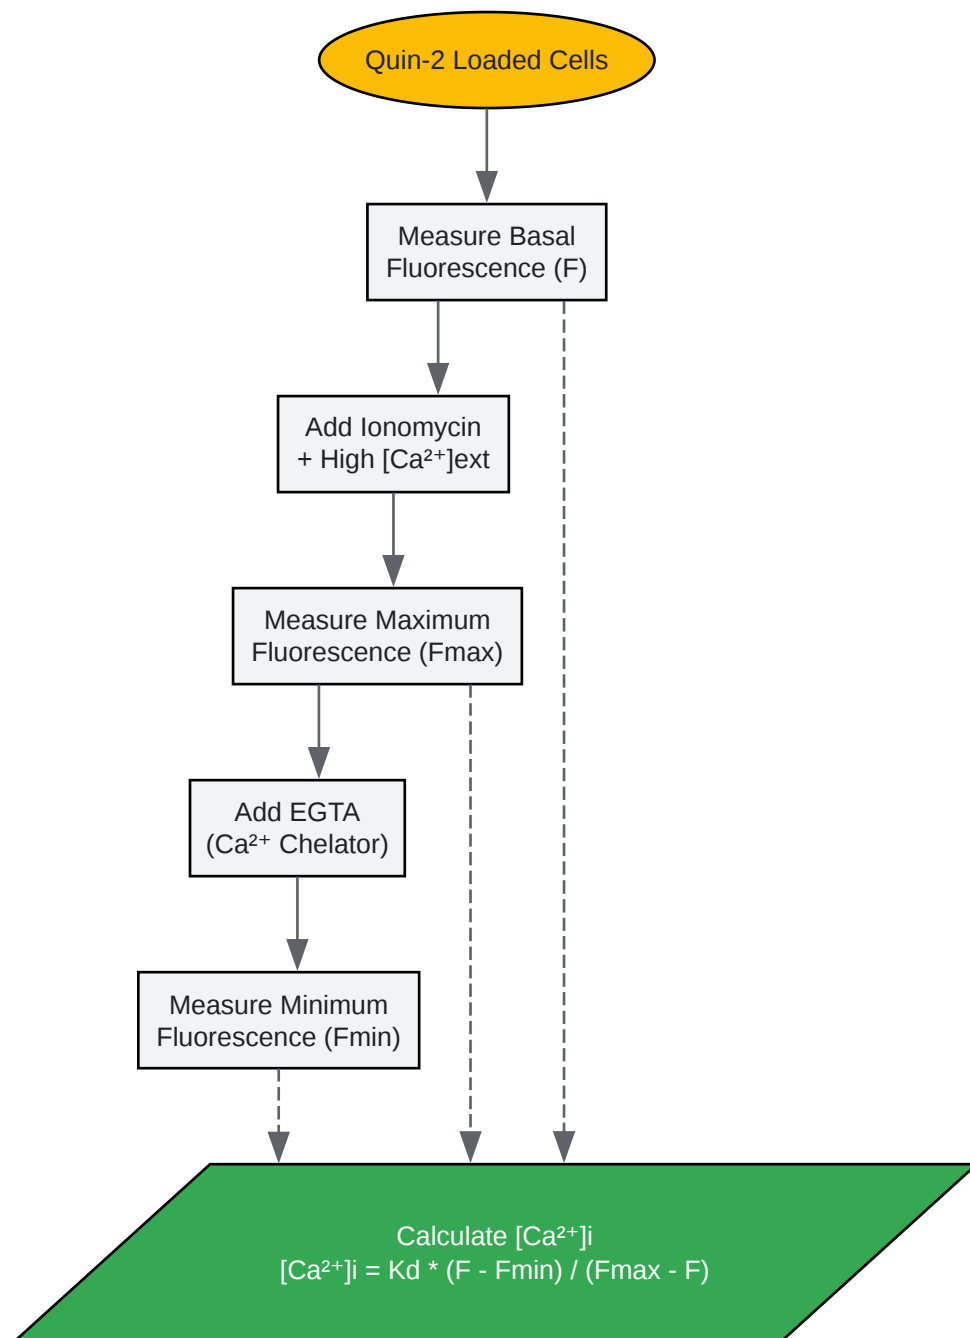 Quin-2 Loaded Cells
Measure Basal
Fluorescence (F)
Add Ionomycin
+ High [Ca²⁺]ext
Measure Maximum
Fluorescence (Fmax)
Add EGTA
(Ca²⁺ Chelator)
Measure Minimum
Fluorescence (Fmin)
Calculate [Ca²⁺]i
[Ca²⁺]i = Kd * (F - Fmin) / (Fmax - F)